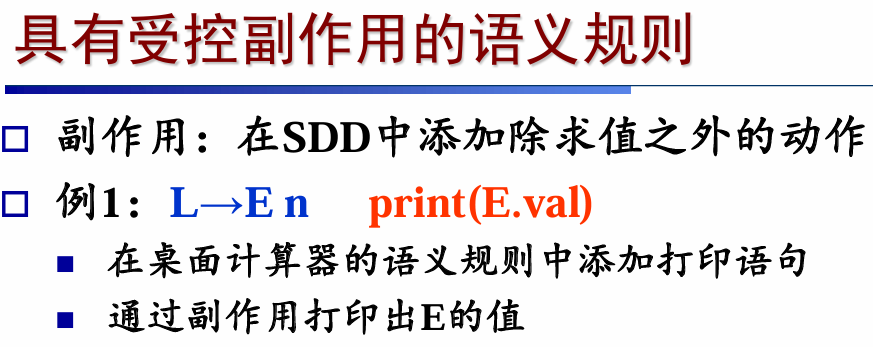 具有受控副作用的语义规则
副作用：在SDD中添加除求值之外的动作
例1：L→E n print(E.val)
在桌面计算器的语义规则中添加打印语句
通过副作用打印出E的值